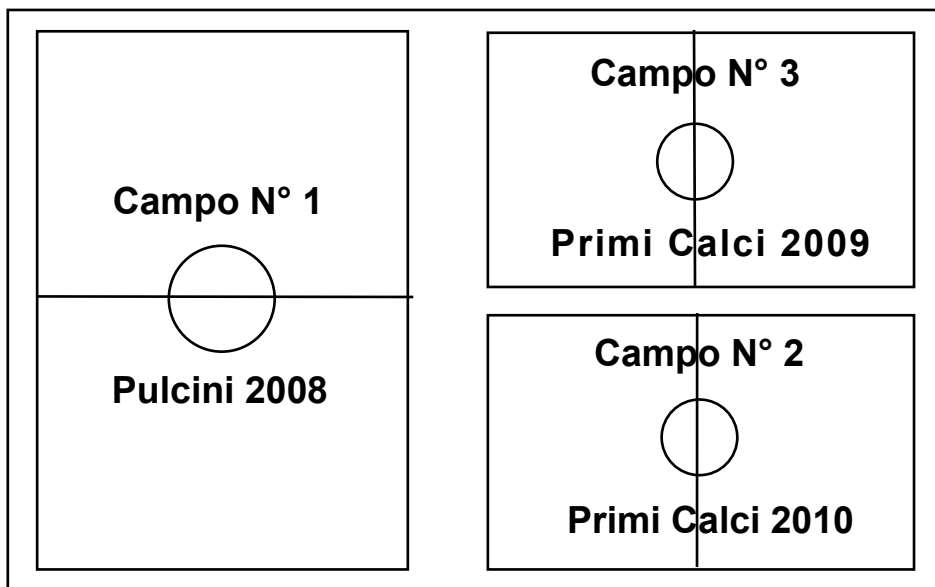 Campo N° 1
Pulcini 2008
Campo N° 3
Primi Calci 2009
Campo N° 2
Primi Calci 2010